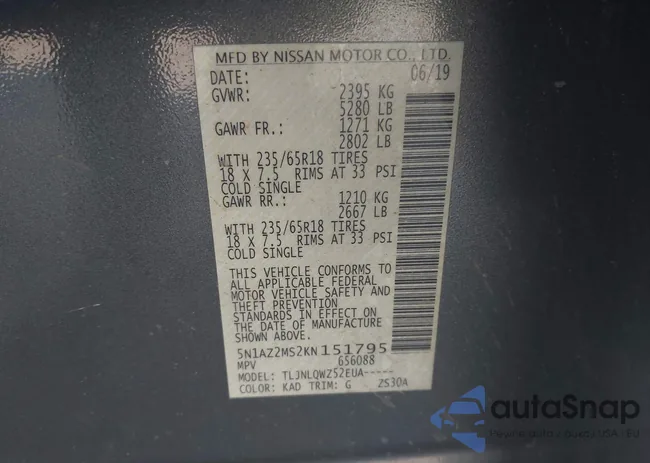 MFD BY NISSAN MOTOR CO., LTD.
DATE: 06/19
GVWR: 2395 KG
5280 LB
GAWR FR.: 1271 KG
2802 LB
WITH 235/65R18 TIRES
18 X 7.5 RIMS AT 33 PSI
COLD SINGLE
GAWR RR.: 1210 KG
2667 LB
WITH 235/65R18 TIRES
18 X 7.5 RIMS AT 33 PSI
COLD SINGLE
THIS VEHICLE CONFORMS TO
ALL APPLICABLE FEDERAL
MOTOR VEHICLE SAFETY AND
THEFT PREVENTION
STANDARDS IN EFFECT ON
THE DATE OF MANUFACTURE
SHOWN ABOVE.
5N1AZ2MS2KN151795
MPV 656088
MODEL: TLJNLQWZ52EUA-----
COLOR: KAD TRIM: G ZS30A
autoSnap